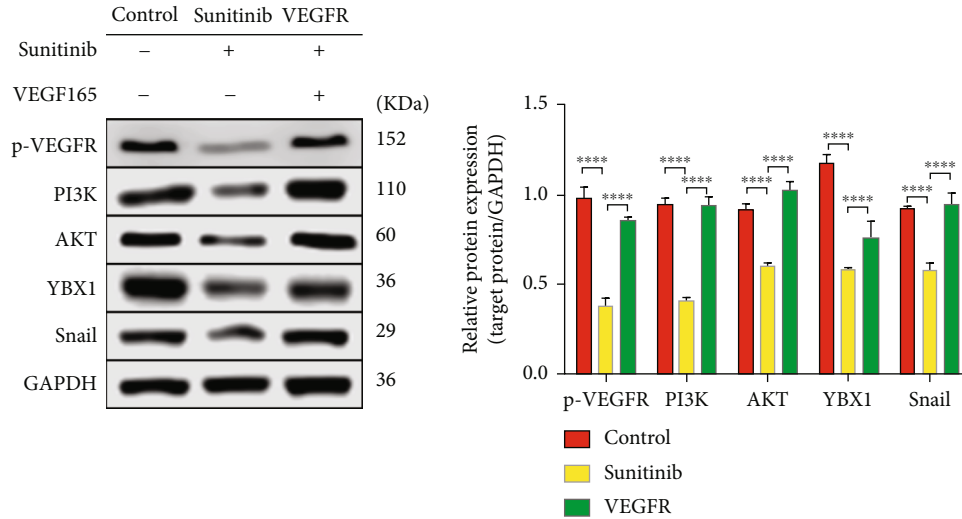 Control Sunitinib VEGFR
Sunitinib – + +
VEGF165 – – +
(KDa)
p-VEGFR 152
PI3K 110
AKT 60
YBX1 36
Snail 29
GAPDH 36
Relative protein expression
(target protein/GAPDH)
1.5
1.0
0.5
0.0
**** **** **** **** **** **** **** **** **** ****
p-VEGFR PI3K AKT YBX1 Snail
Control
Sunitinib
VEGFR